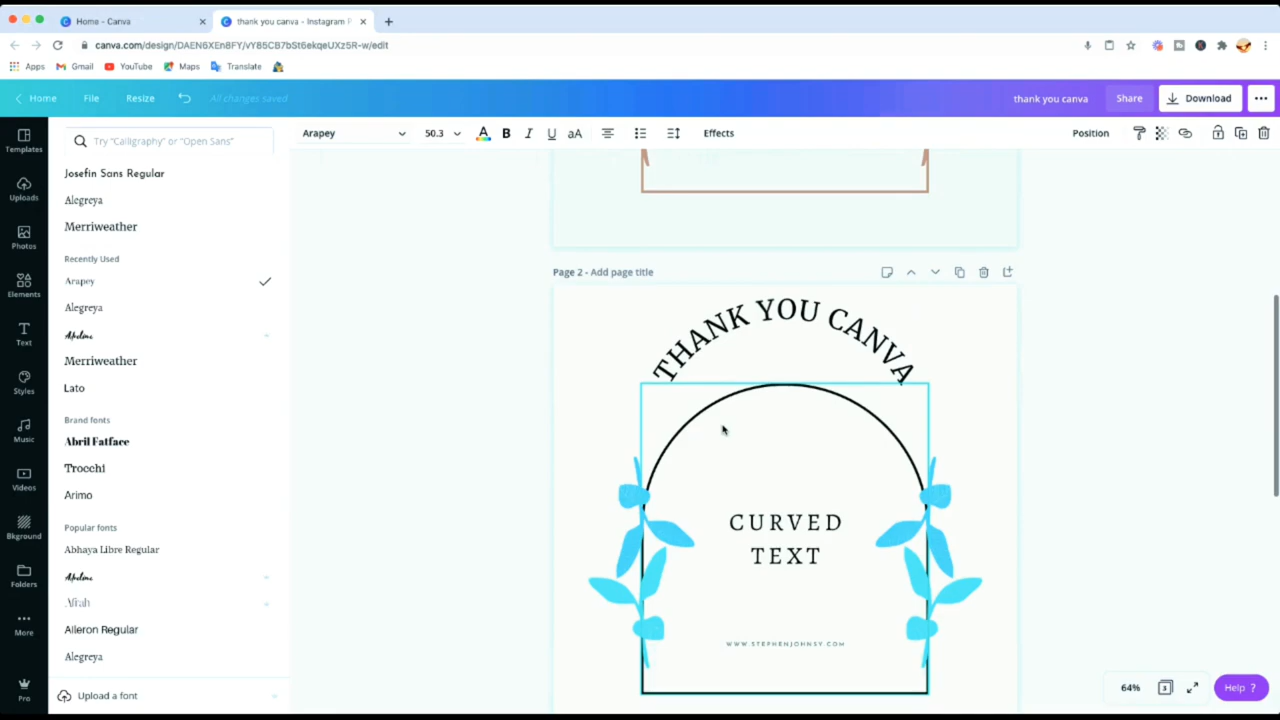 Home - Canva
thank you canva - Instagram P
canva.com/design/DAEN6XEn8FY/vY85CB7bSt6ekqeUXz5R-w/edit
Apps
Gmail
YouTube
Maps
Translate
Home
File
Resize
All changes saved
thank you canva
Share
Download
Templates
Uploads
Photos
Elements
Text
Styles
Music
Videos
Bkground
Folders
More
Pro
Try "Calligraphy" or "Open Sans"
Josefin Sans Regular
Alegreya
Merriweather
Recently Used
Arapey
Alegreya
Merriweather
Lato
Brand fonts
Abril Fatface
Trocchi
Arimo
Popular fonts
Abhaya Libre Regular
Afrah
Aileron Regular
Alegreya
Upload a font
Arapey
50.3
A
B
I
U
aA
Effects
Position
Page 2 - Add page title
THANK YOU CANVA
CURVED
TEXT
WWW.STEPHENJOHNSY.COM
64%
3
Help ?